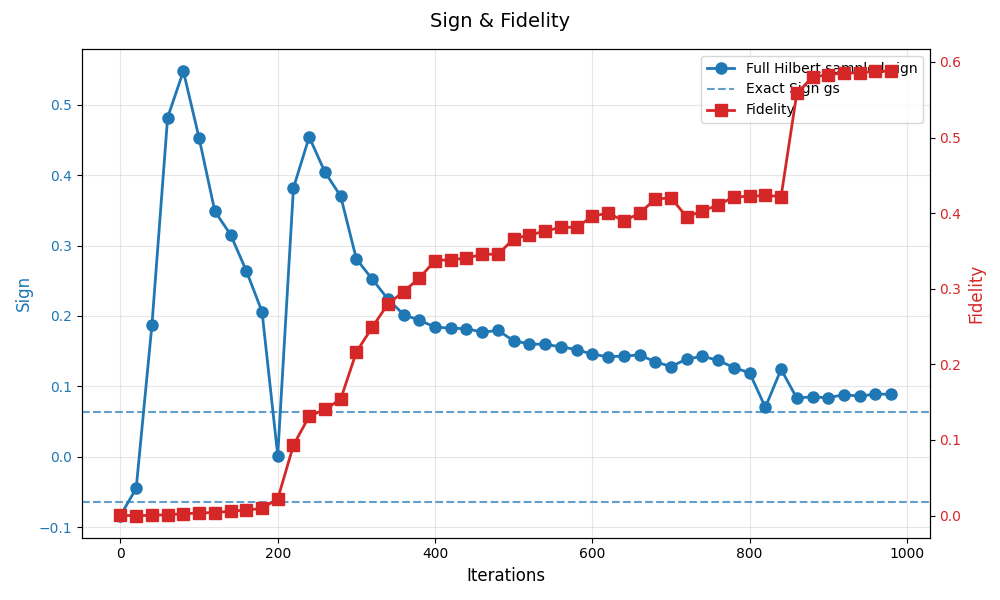 Sign & Fidelity
Full Hilbert sample sign
Exact Sign gs
Fidelity
0.5
0.4
0.3
0.2
0.1
0.0
−0.1
Sign
0.6
0.5
0.4
0.3
0.2
0.1
0.0
Fidelity
0 200 400 600 800 1000
Iterations